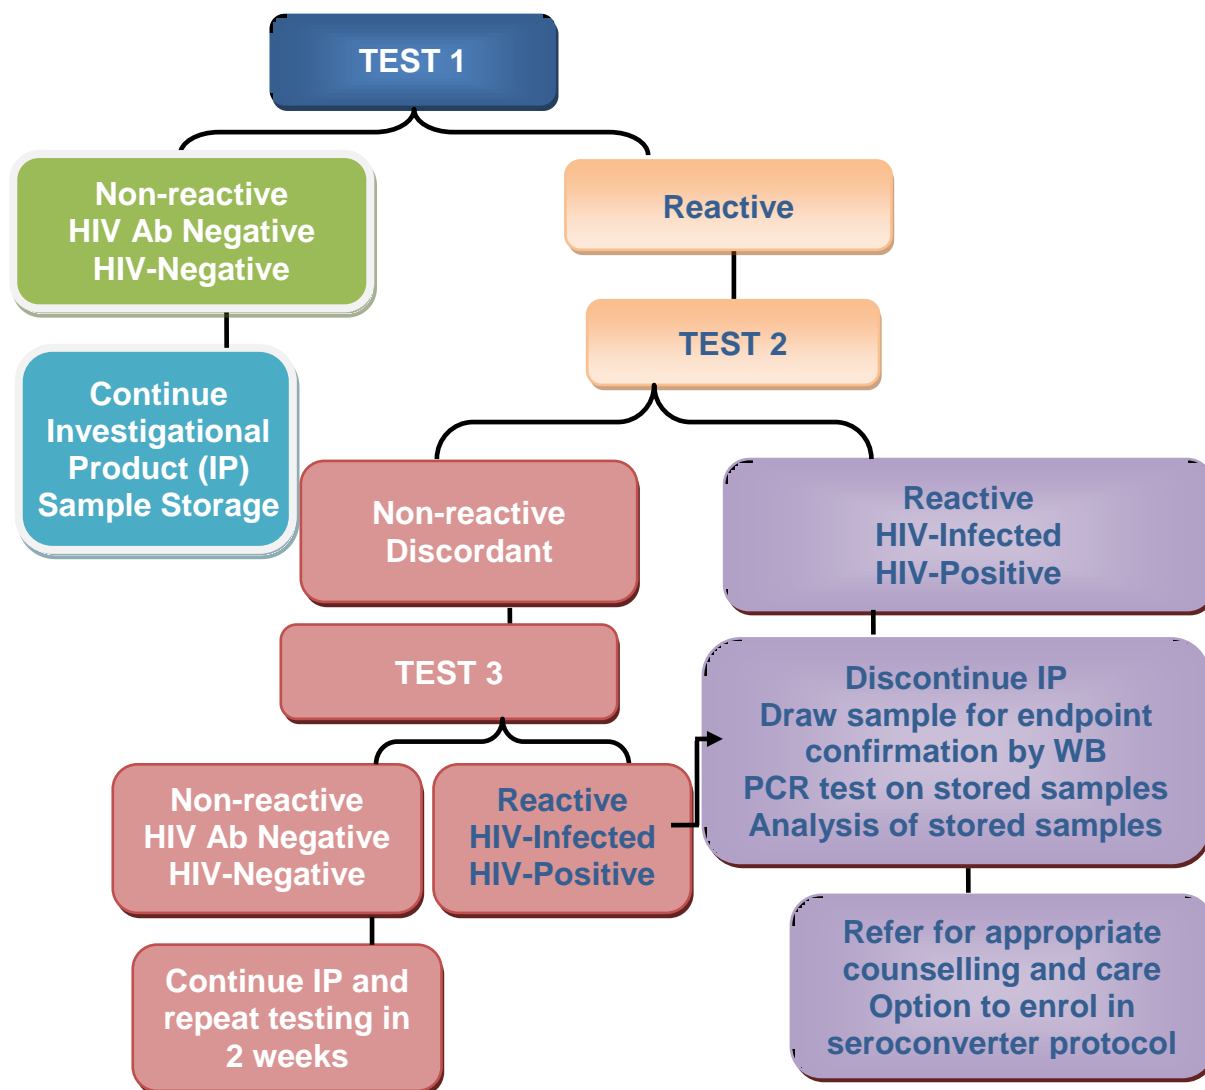 TEST 1
Non-reactive
HIV Ab Negative
HIV-Negative
Reactive
Continue
Investigational
Product (IP)
Sample Storage
TEST 2
Non-reactive
Discordant
Reactive
HIV-Infected
HIV-Positive
TEST 3
Discontinue IP
Draw sample for endpoint
confirmation by WB
PCR test on stored samples
Analysis of stored samples
Non-reactive
HIV Ab Negative
HIV-Negative
Reactive
HIV-Infected
HIV-Positive
Continue IP and
repeat testing in
2 weeks
Refer for appropriate
counselling and care
Option to enrol in
seroconverter protocol